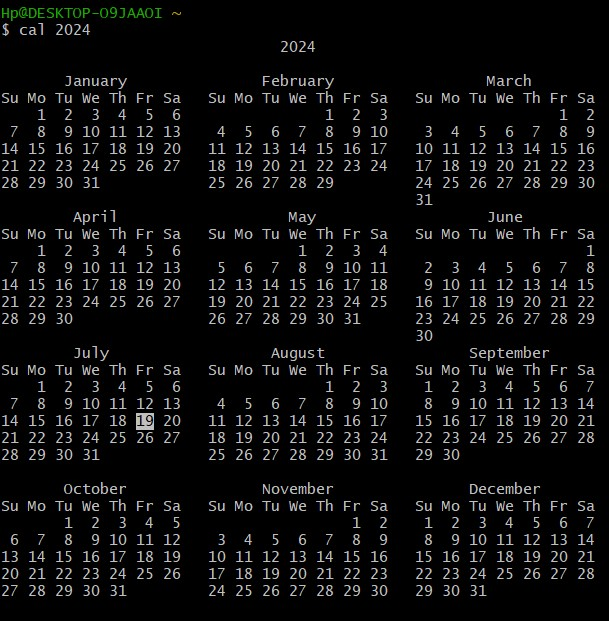 Hp@DESKTOP-O9JAAOI ~
$ cal 2024
                               2024

       January                February                 March
Su Mo Tu We Th Fr Sa   Su Mo Tu We Th Fr Sa   Su Mo Tu We Th Fr Sa
    1  2  3  4  5  6                1  2  3                   1  2
 7  8  9 10 11 12 13    4  5  6  7  8  9 10    3  4  5  6  7  8  9
14 15 16 17 18 19 20   11 12 13 14 15 16 17   10 11 12 13 14 15 16
21 22 23 24 25 26 27   18 19 20 21 22 23 24   17 18 19 20 21 22 23
28 29 30 31            25 26 27 28 29         24 25 26 27 28 29 30
                                              31
        April                   May                   June
Su Mo Tu We Th Fr Sa   Su Mo Tu We Th Fr Sa   Su Mo Tu We Th Fr Sa
    1  2  3  4  5  6             1  2  3  4                      1
 7  8  9 10 11 12 13    5  6  7  8  9 10 11    2  3  4  5  6  7  8
14 15 16 17 18 19 20   12 13 14 15 16 17 18    9 10 11 12 13 14 15
21 22 23 24 25 26 27   19 20 21 22 23 24 25   16 17 18 19 20 21 22
28 29 30               26 27 28 29 30 31      23 24 25 26 27 28 29
                                              30
        July                  August                September
Su Mo Tu We Th Fr Sa   Su Mo Tu We Th Fr Sa   Su Mo Tu We Th Fr Sa
    1  2  3  4  5  6                1  2  3    1  2  3  4  5  6  7
 7  8  9 10 11 12 13    4  5  6  7  8  9 10    8  9 10 11 12 13 14
14 15 16 17 18 19 20   11 12 13 14 15 16 17   15 16 17 18 19 20 21
21 22 23 24 25 26 27   18 19 20 21 22 23 24   22 23 24 25 26 27 28
28 29 30 31            25 26 27 28 29 30 31   29 30

       October               November               December
Su Mo Tu We Th Fr Sa   Su Mo Tu We Th Fr Sa   Su Mo Tu We Th Fr Sa
       1  2  3  4  5                   1  2    1  2  3  4  5  6  7
 6  7  8  9 10 11 12    3  4  5  6  7  8  9    8  9 10 11 12 13 14
13 14 15 16 17 18 19   10 11 12 13 14 15 16   15 16 17 18 19 20 21
20 21 22 23 24 25 26   17 18 19 20 21 22 23   22 23 24 25 26 27 28
27 28 29 30 31         24 25 26 27 28 29 30   29 30 31